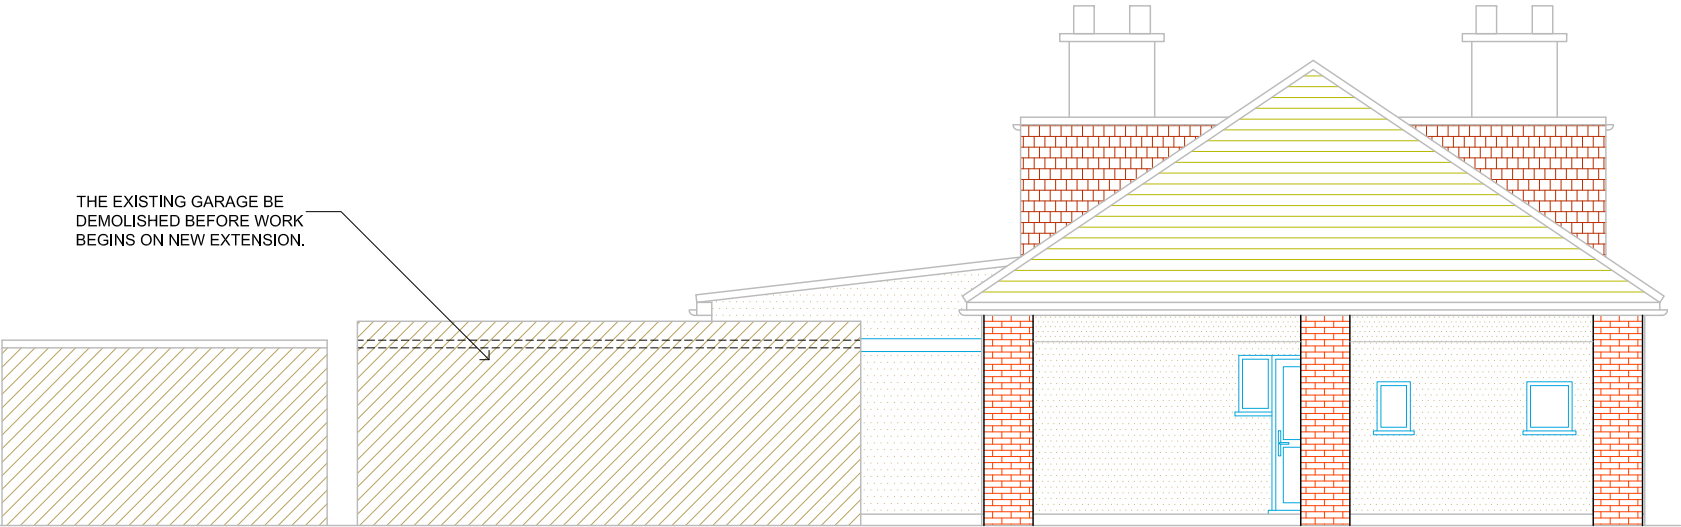 THE EXISTING GARAGE BE
DEMOLISHED BEFORE WORK
BEGINS ON NEW EXTENSION.